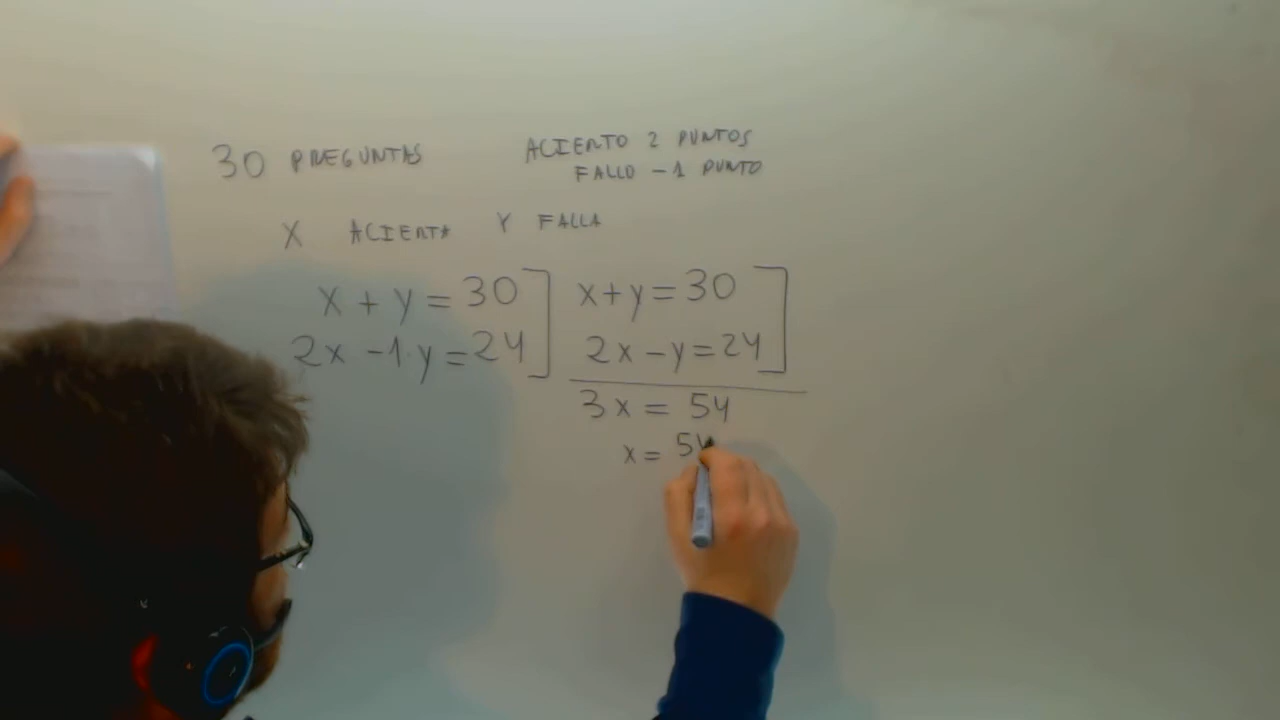 30 PREGUNTAS
ACIERTO 2 PUNTOS
FALLO -1 PUNTO
X ACIERTA Y FALLA
x + y = 30
2x -1·y = 24
x+y=30
2x-y=24
3x = 54
x = 54